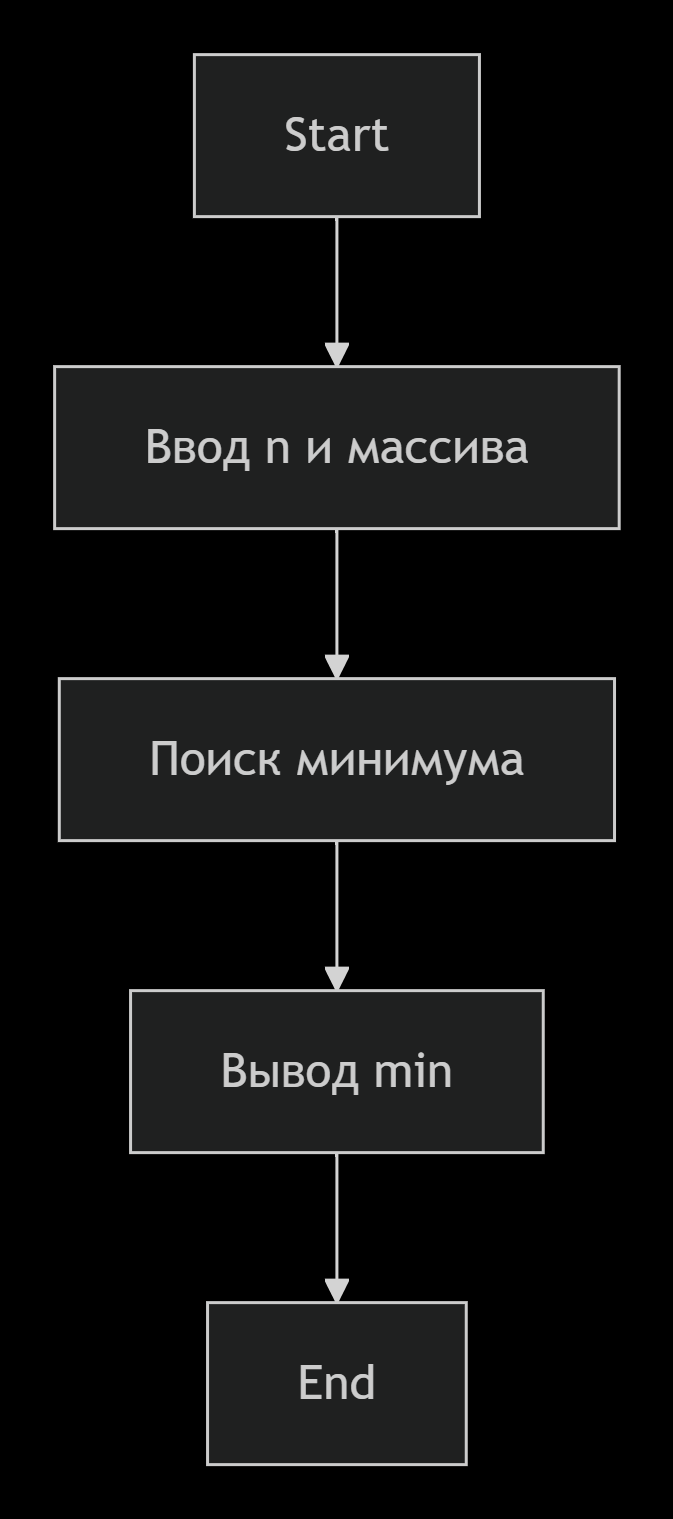 Start
Ввод n и массива
Поиск минимума
Вывод min
End